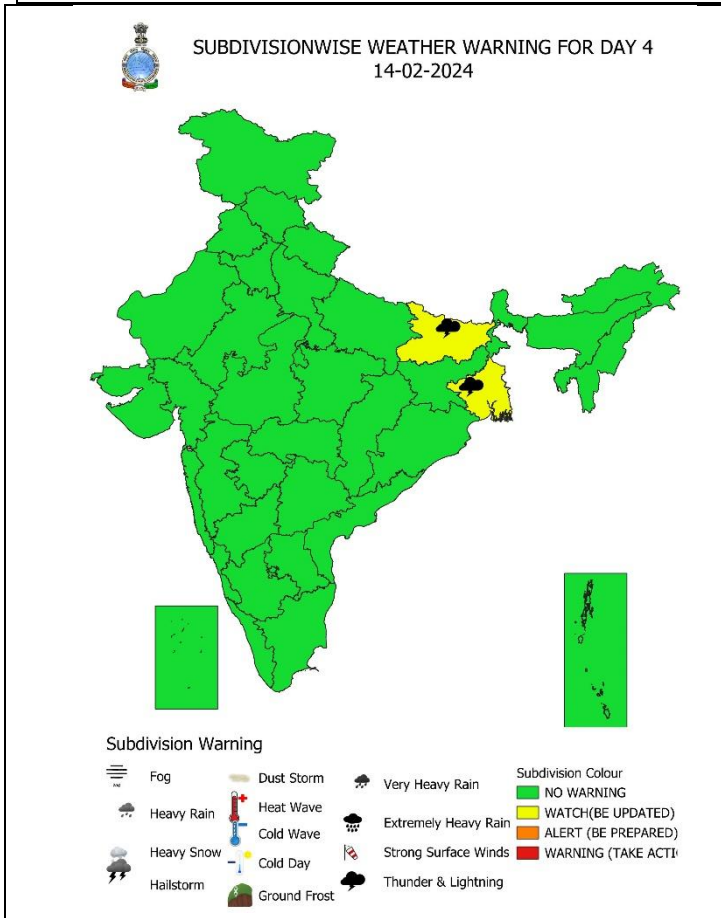 SUBDIVISIONWISE WEATHER WARNING FOR DAY 4
14-02-2024
Subdivision Warning
Fog
Heavy Rain
Heavy Snow
Hailstorm
Dust Storm
Heat Wave
Cold Wave
Cold Day
Ground Frost
Very Heavy Rain
Extremely Heavy Rain
Strong Surface Winds
Thunder & Lightning
Subdivision Colour
NO WARNING
WATCH(BE UPDATED)
ALERT (BE PREPARED)
WARNING (TAKE ACTI